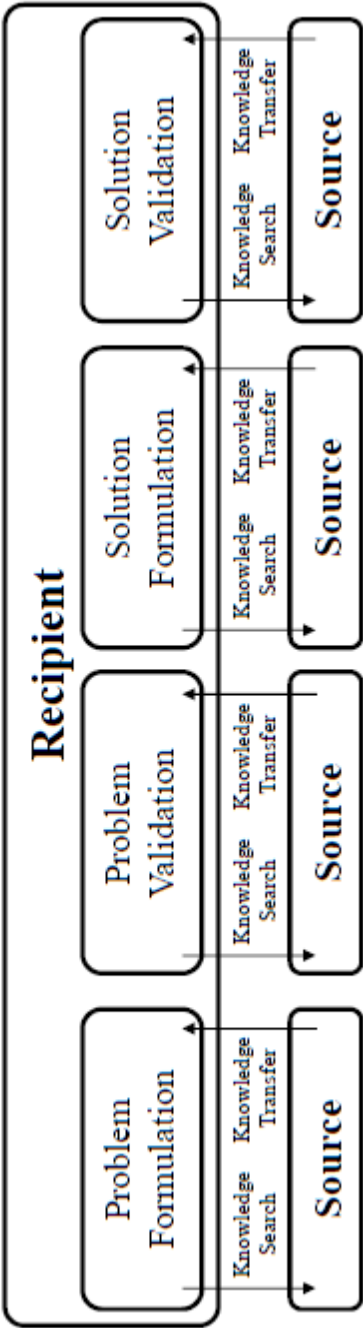 Recipient
Problem
Formulation
Problem
Validation
Solution
Formulation
Solution
Validation
Knowledge
Search
Knowledge
Transfer
Knowledge
Search
Knowledge
Transfer
Knowledge
Search
Knowledge
Transfer
Knowledge
Search
Knowledge
Transfer
Source
Source
Source
Source